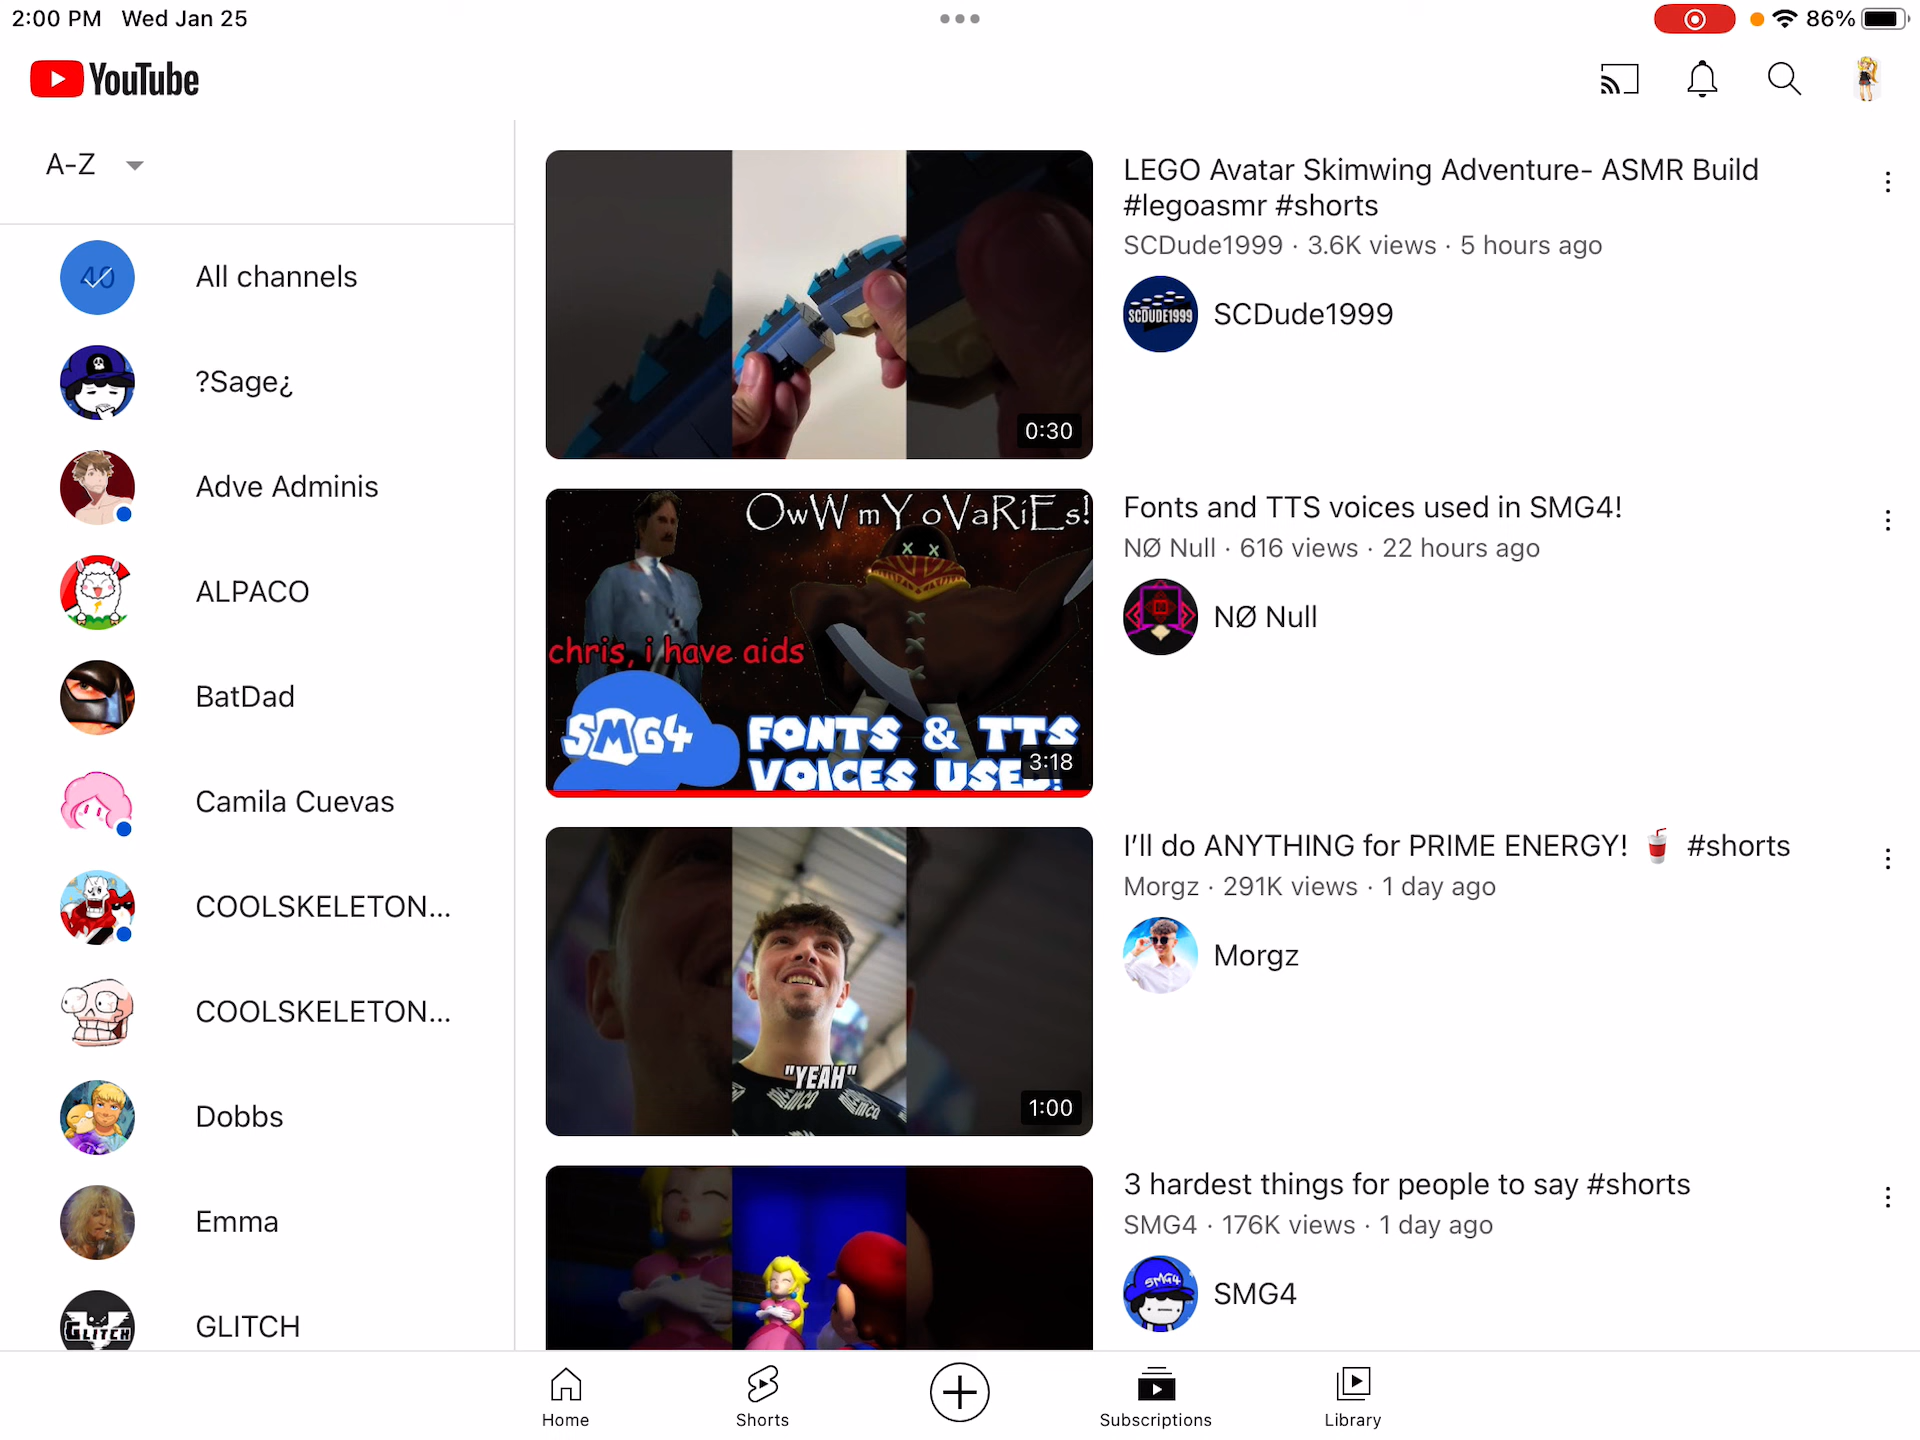 2:00 PM Wed Jan 25
86%
YouTube
A-Z
40
All channels
?Sage¿
Adve Adminis
ALPACO
BatDad
Camila Cuevas
COOLSKELETON...
COOLSKELETON...
Dobbs
Emma
GLITCH
GLITCH
0:30
LEGO Avatar Skimwing Adventure- ASMR Build
#legoasmr #shorts
SCDude1999 · 3.6K views · 5 hours ago
SCDUDE1999
SCDude1999
OwW mY oVaRiEs!
chris, i have aids
SMG4
FONTS & TTS
VOICES USED!
3:18
Fonts and TTS voices used in SMG4!
NØ Null · 616 views · 22 hours ago
NØ Null
"YEAH"
1:00
I'll do ANYTHING for PRIME ENERGY! 🥤 #shorts
Morgz · 291K views · 1 day ago
Morgz
3 hardest things for people to say #shorts
SMG4 · 176K views · 1 day ago
SMG4
SMG4
Home
Shorts
Subscriptions
Library